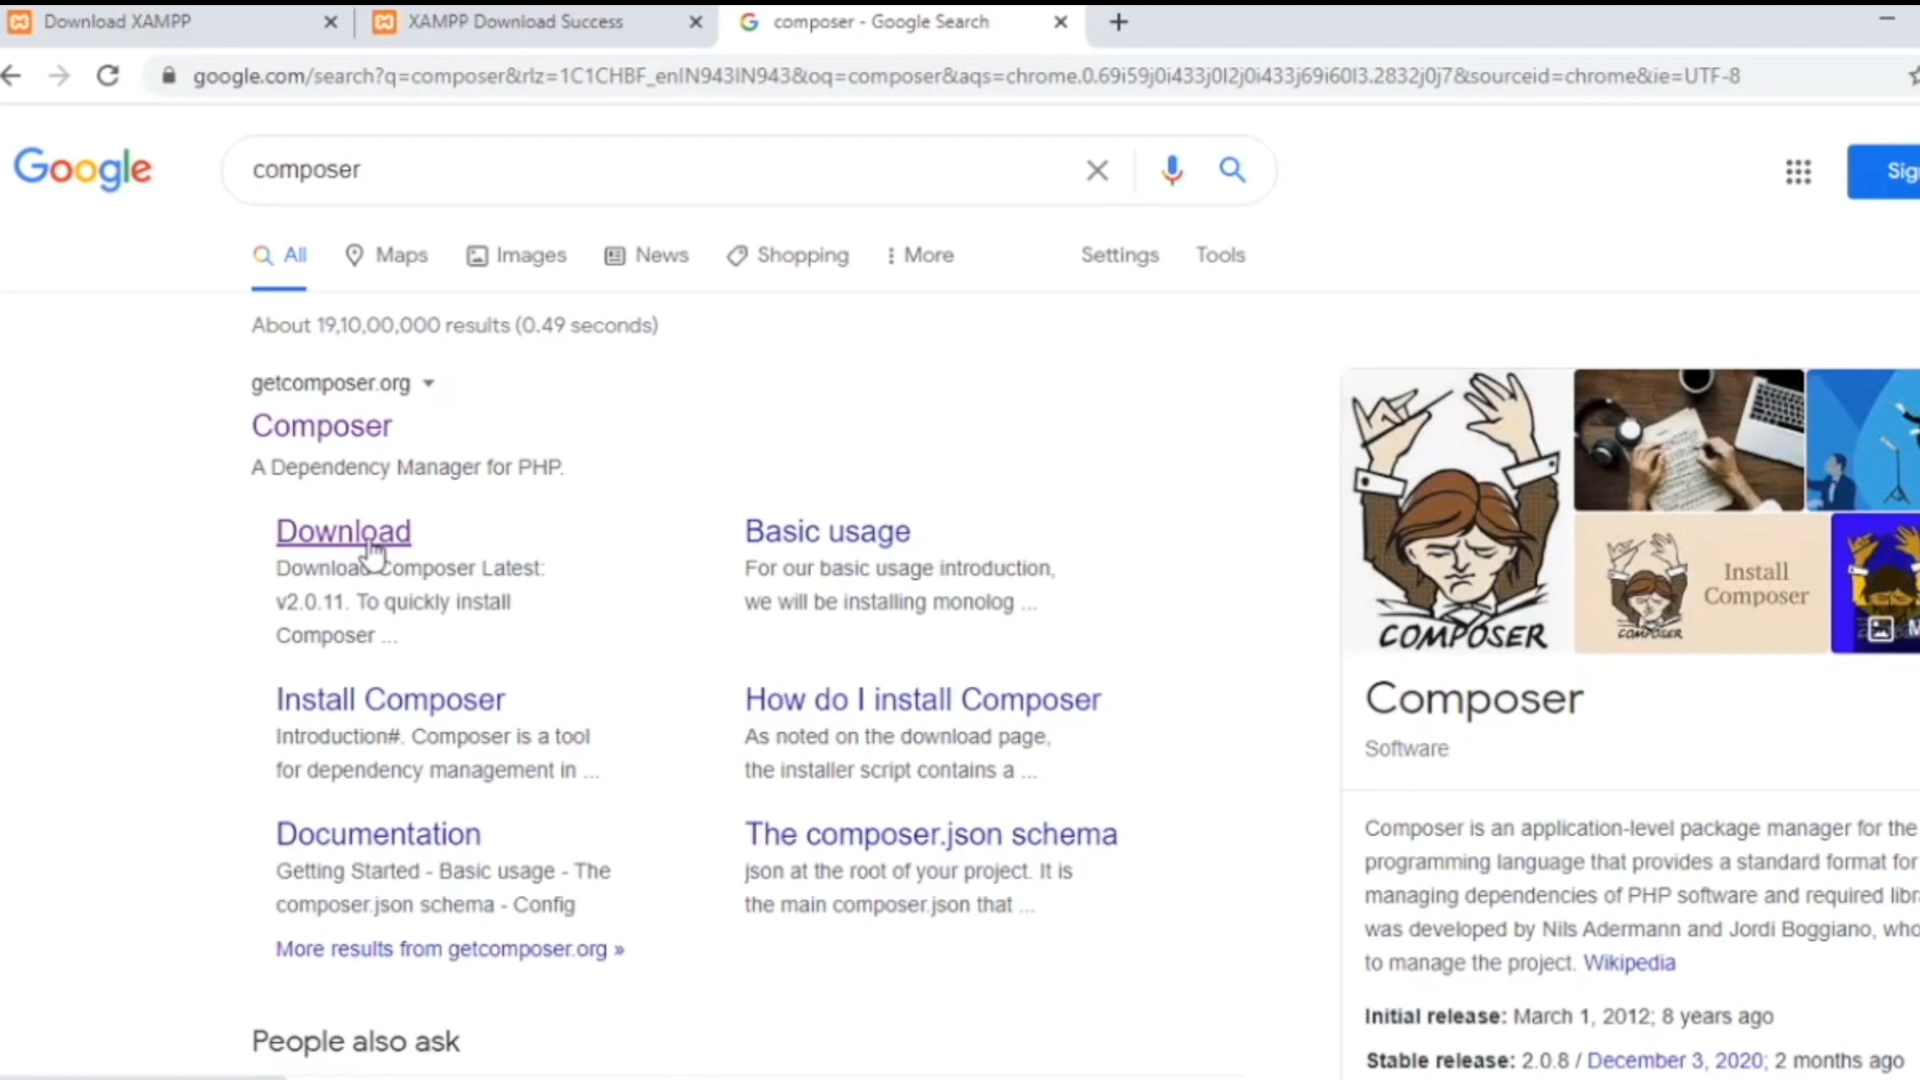 Download XAMPP
XAMPP Download Success
composer - Google Search
google.com/search?q=composer&rlz=1C1CHBF_enIN943IN943&oq=composer&aqs=chrome.0.69i59j0i433j0l2j0i433j69i60l3.2832j0j7&sourceid=chrome&ie=UTF-8
Google
composer
All
Maps
Images
News
Shopping
More
Settings
Tools
About 19,10,00,000 results (0.49 seconds)
getcomposer.org
Composer
A Dependency Manager for PHP.
Download
Download Composer Latest:
v2.0.11. To quickly install
Composer ...
Basic usage
For our basic usage introduction,
we will be installing monolog ...
Install Composer
Introduction#. Composer is a tool
for dependency management in ...
How do I install Composer
As noted on the download page,
the installer script contains a ...
Documentation
Getting Started - Basic usage - The
composer.json schema - Config
The composer.json schema
json at the root of your project. It is
the main composer.json that ...
More results from getcomposer.org »
People also ask
COMPOSER
Install
Composer
COMPOSER
Composer
Software
Composer is an application-level package manager for the
programming language that provides a standard format for
managing dependencies of PHP software and required
was developed by Nils Adermann and Jordi Boggiano, who
to manage the project. Wikipedia
Initial release: March 1, 2012; 8 years ago
Stable release: 2.0.8 / December 3, 2020; 2 months ago